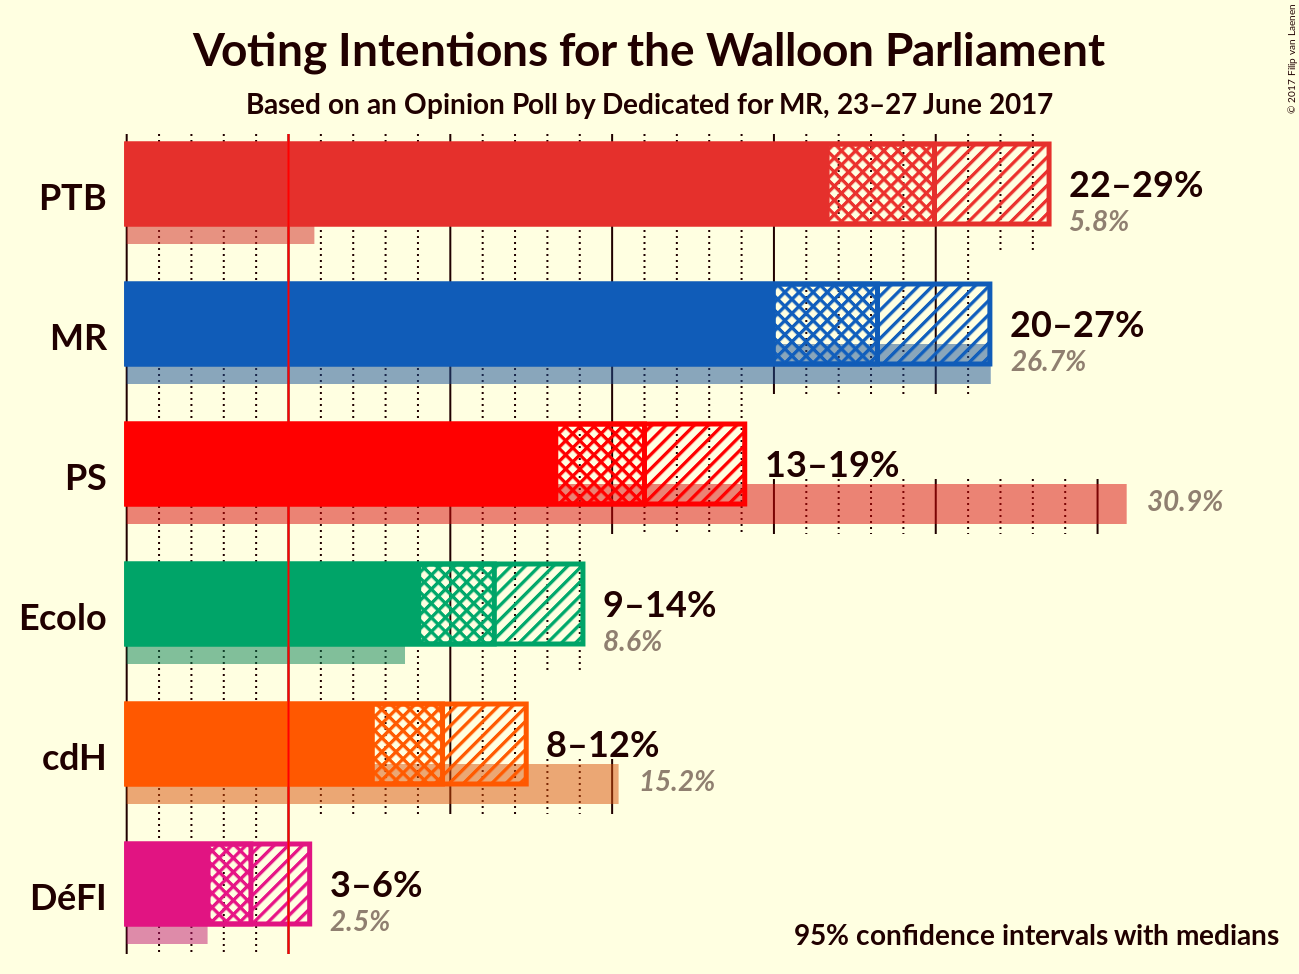 Voting Intentions for the Walloon Parliament
Based on an Opinion Poll by Dedicated for MR, 23–27 June 2017
© 2017 Filip van Laenen
PTB
22–29%
5.8%
MR
20–27%
26.7%
PS
13–19%
30.9%
Ecolo
9–14%
8.6%
cdH
8–12%
15.2%
DéFI
3–6%
2.5%
95% confidence intervals with medians